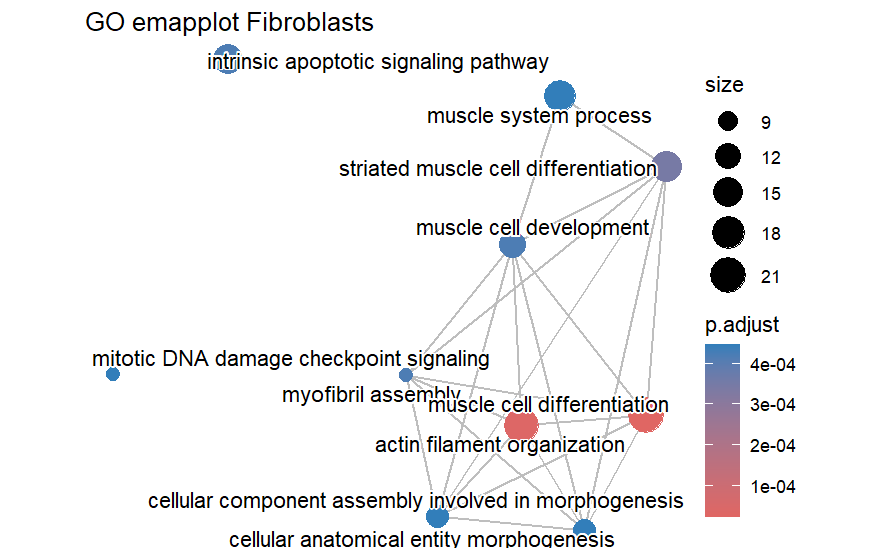 GO emapplot Fibroblasts
intrinsic apoptotic signaling pathway
muscle system process
striated muscle cell differentiation
muscle cell development
mitotic DNA damage checkpoint signaling
myofibril assembly
muscle cell differentiation
actin filament organization
cellular component assembly involved in morphogenesis
cellular anatomical entity morphogenesis
size
9
12
15
18
21
p.adjust
4e-04
3e-04
2e-04
1e-04